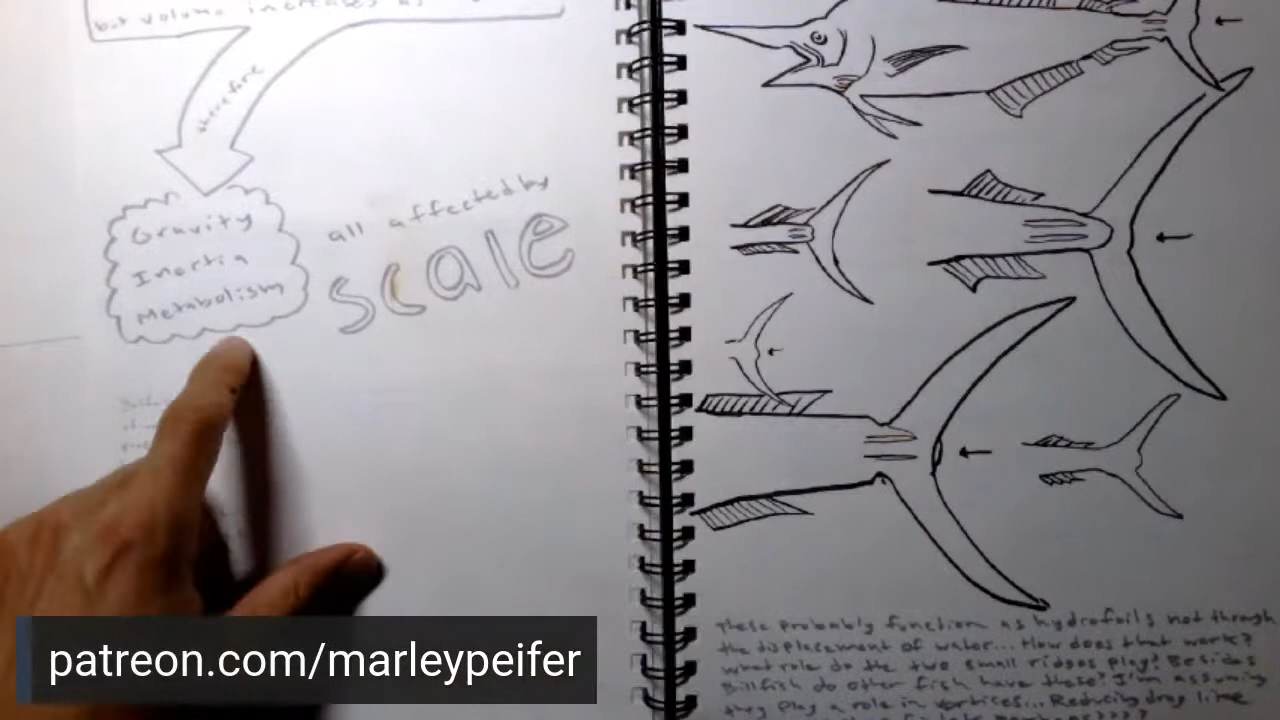 but volume increases
therefore
Gravity
Inertia
Metabolism
all affected by
scale
These probably function as hydrofoils not through
the displacement of water... How does that work?
What role do the two small ridges play? Besides
Billfish do other fish have these? I'm assuming
they play a role in vortices... Reducing drag like
patreon.com/marleypeifer